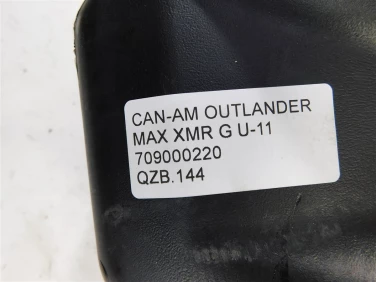 CAN-AM OUTLANDER
MAX XMR G U-11
709000220
QZB.144